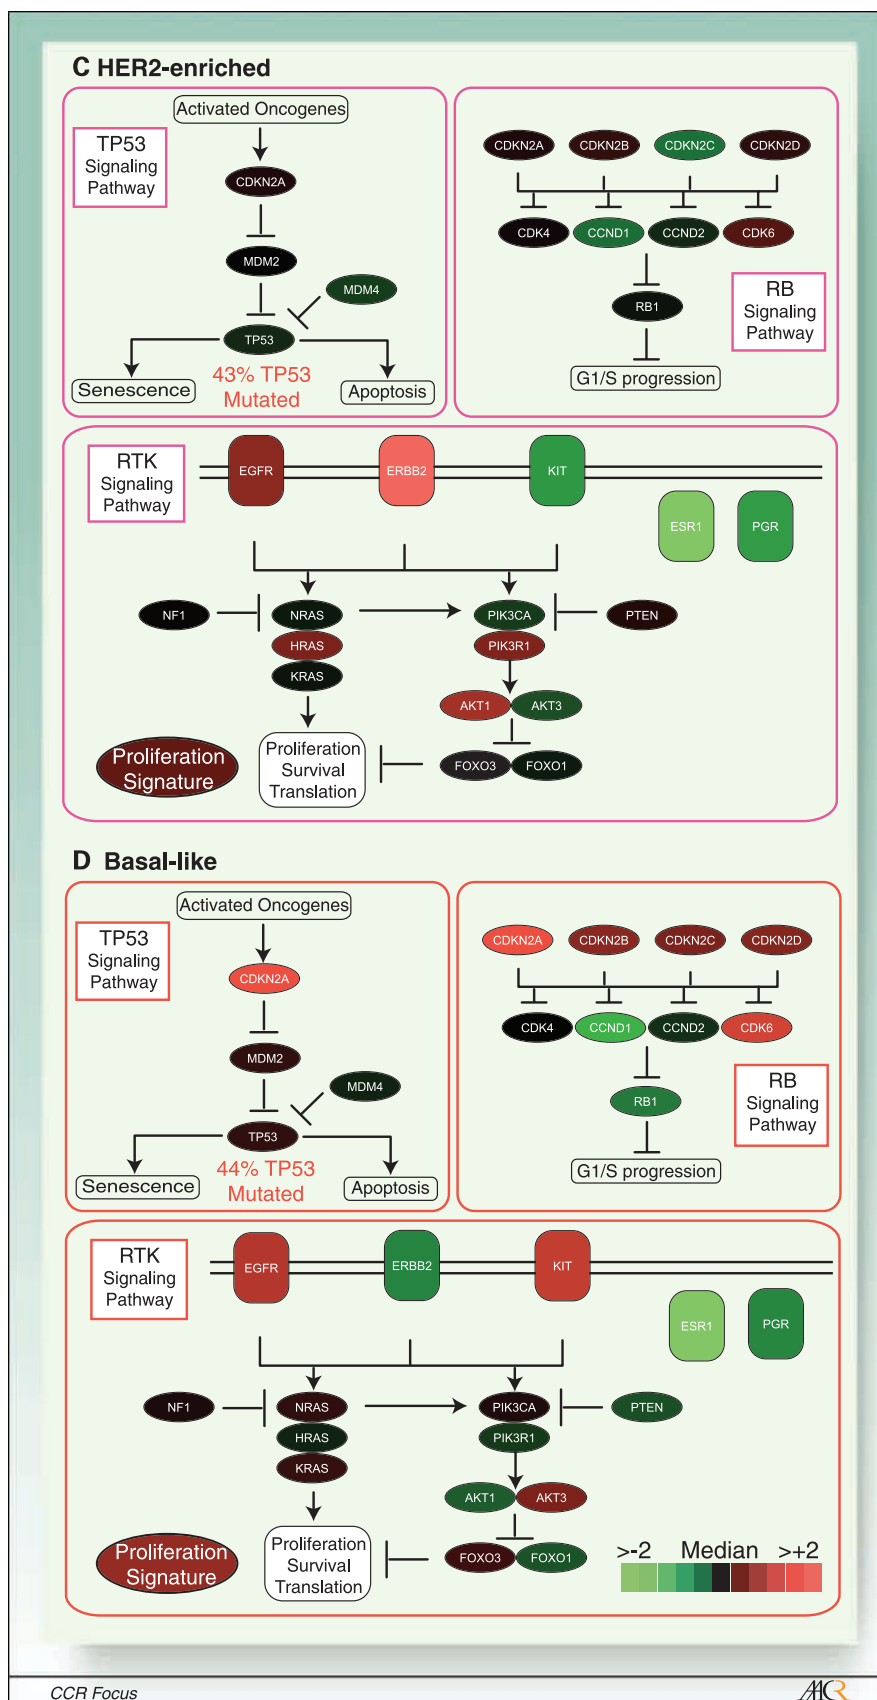 C HER2-enriched
Activated Oncogenes
TP53
Signaling
Pathway
CDKN2A
MDM2
MDM4
TP53
Senescence
43% TP53
Mutated
Apoptosis
CDKN2A
CDKN2B
CDKN2C
CDKN2D
CDK4
CCND1
CCND2
CDK6
RB1
RB
Signaling
Pathway
G1/S progression
RTK
Signaling
Pathway
EGFR
ERBB2
KIT
ESR1
PGR
NF1
NRAS
HRAS
KRAS
PIK3CA
PIK3R1
PTEN
AKT1
AKT3
Proliferation
Signature
Proliferation
Survival
Translation
FOXO3
FOXO1
D Basal-like
Activated Oncogenes
TP53
Signaling
Pathway
CDKN2A
MDM2
MDM4
TP53
Senescence
44% TP53
Mutated
Apoptosis
CDKN2A
CDKN2B
CDKN2C
CDKN2D
CDK4
CCND1
CCND2
CDK6
RB1
RB
Signaling
Pathway
G1/S progression
RTK
Signaling
Pathway
EGFR
ERBB2
KIT
ESR1
PGR
NF1
NRAS
HRAS
KRAS
PIK3CA
PIK3R1
PTEN
AKT1
AKT3
Proliferation
Signature
Proliferation
Survival
Translation
FOXO3
FOXO1
>-2 Median >+2
CCR Focus
AACR